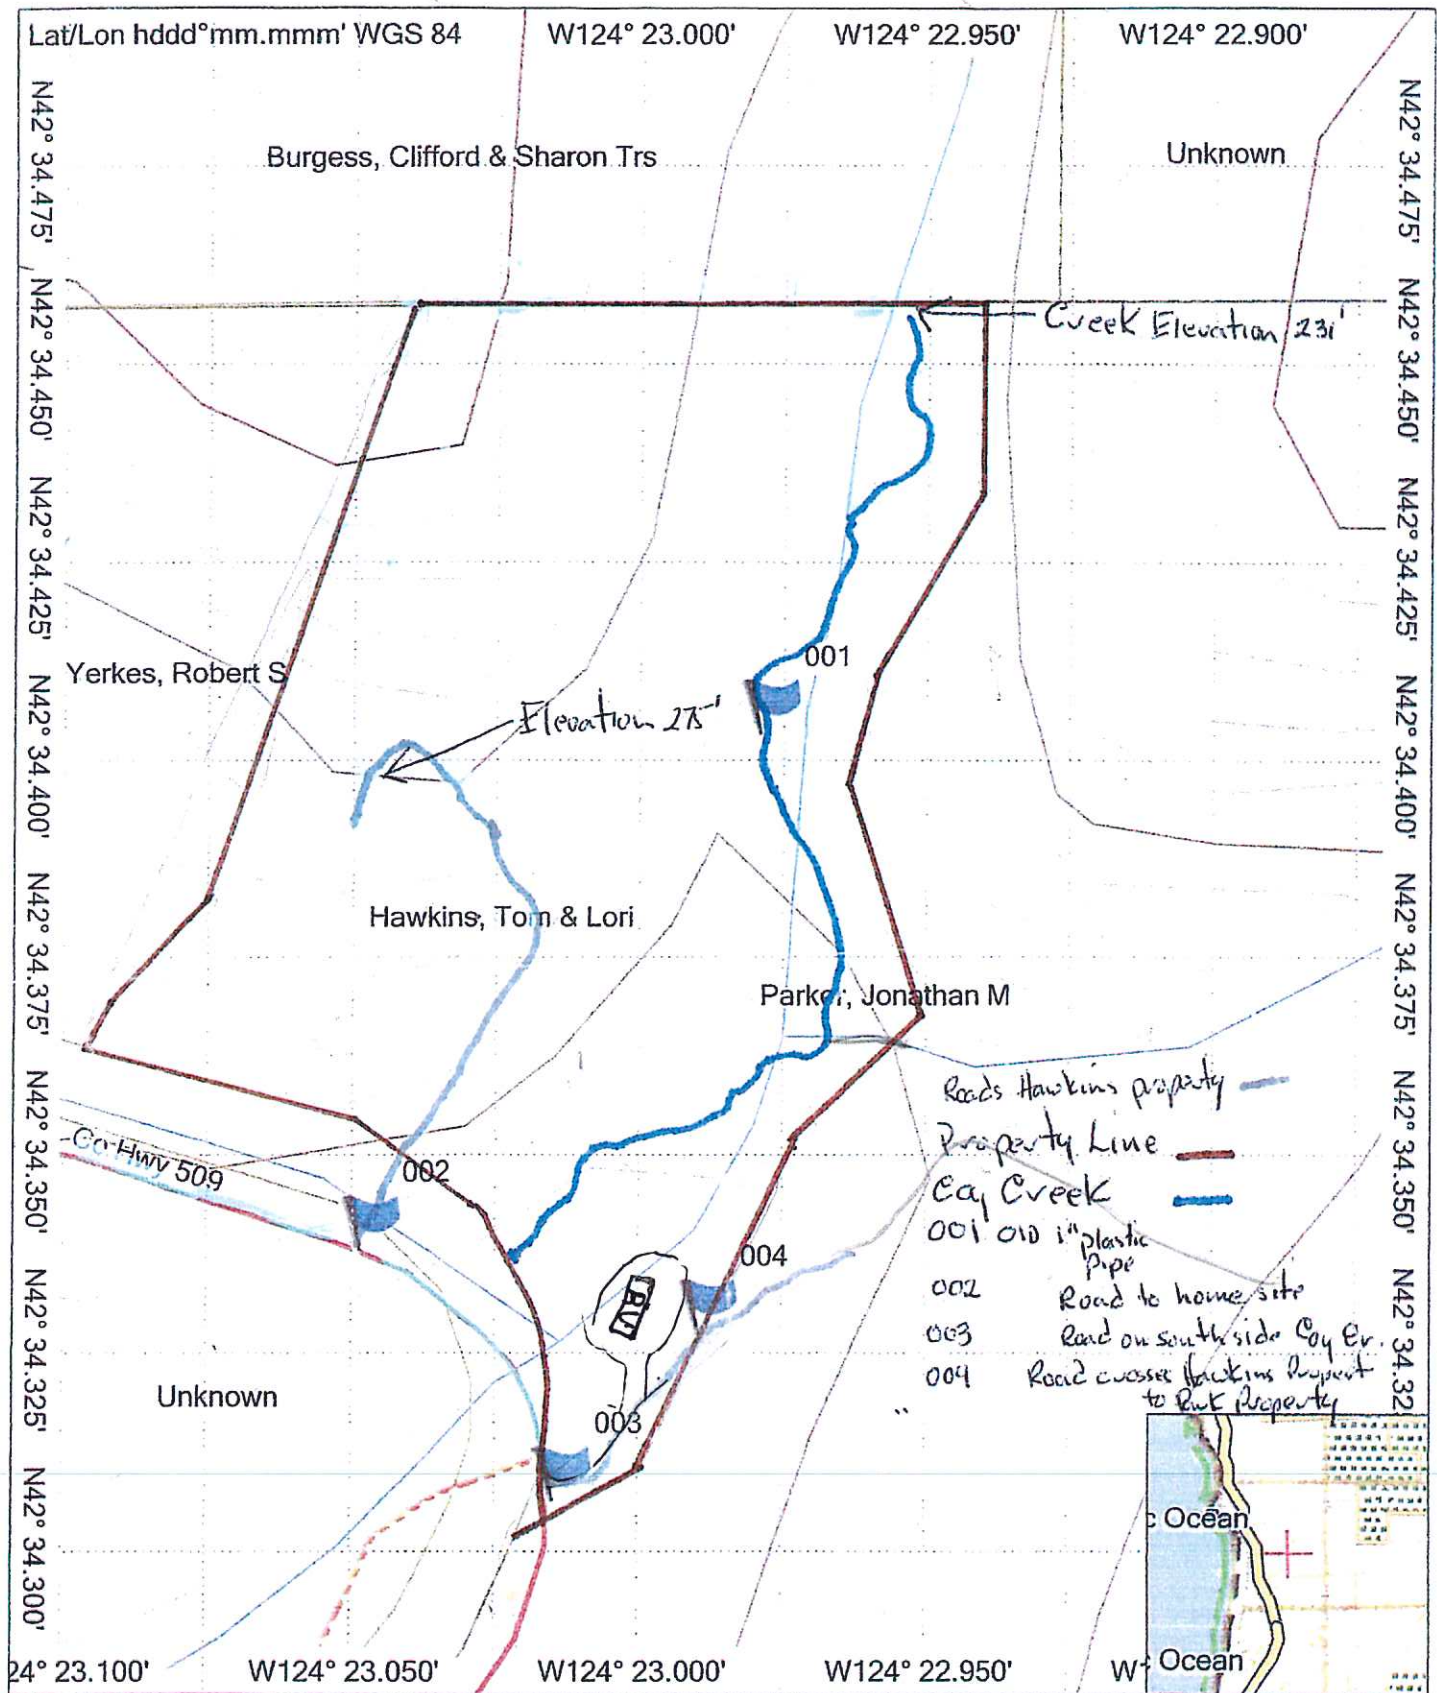 Lat/Lon hddd°mm.mmm' WGS 84
W124° 23.000'
W124° 22.950'
W124° 22.900'
N42° 34.475'
N42° 34.450'
N42° 34.425'
N42° 34.400'
N42° 34.375'
N42° 34.350'
N42° 34.325'
N42° 34.300'
N42° 34.475'
N42° 34.450'
N42° 34.425'
N42° 34.400'
N42° 34.375'
N42° 34.350'
N42° 34.32
Burgess, Clifford & Sharon Trs
Unknown
Creek Elevation 231'
001
Yerkes, Robert S
Elevation 275'
Hawkins, Tom & Lori
Parker, Jonathan M
Roads Hawkins property
Property Line
Coy Creek
001 OlD 1" plastic
pipe
002 Road to home site
003 Road on south side Coy Cr.
004 Road crosses Hawkins Propert
to Park Property
Co Hwy 509
002
004
RV
003
Unknown
c Ocean
Ocean
24° 23.100'
W124° 23.050'
W124° 23.000'
W124° 22.950'
W-